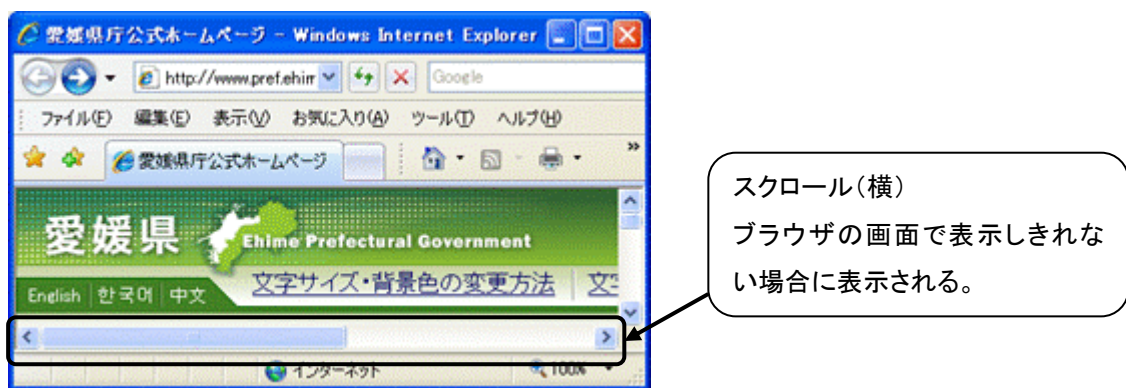 愛媛県庁公式ホームページ - Windows Internet Explorer
http://www.pref.ehim
Google
ファイル(F) 編集(E) 表示(V) お気に入り(A) ツール(T) ヘルプ(H)
愛媛県庁公式ホームページ
»
愛媛県 Ehime Prefectural Government
English 한국어 中文 文字サイズ・背景色の変更方法
インターネット 100%
スクロール(横)
ブラウザの画面で表示しきれな
い場合に表示される。